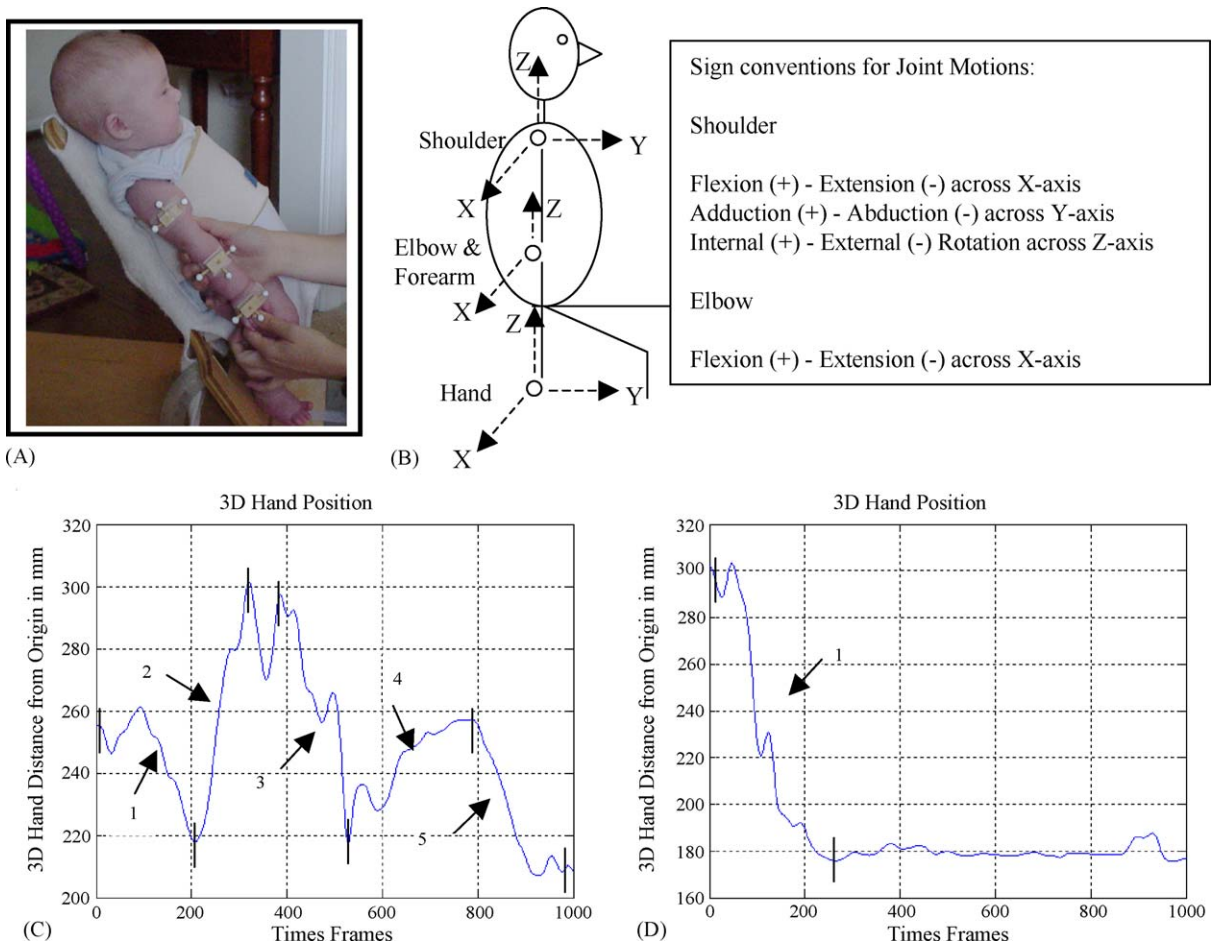 Z
Shoulder
Y
X
Z
Elbow &
Forearm
X
Z
Hand
Y
X
Sign conventions for Joint Motions:
Shoulder
Flexion (+) - Extension (-) across X-axis
Adduction (+) - Abduction (-) across Y-axis
Internal (+) - External (-) Rotation across Z-axis
Elbow
Flexion (+) - Extension (-) across X-axis
(A)
(B)
3D Hand Position
3D Hand Distance from Origin in mm
320
300
280
260
240
220
200
1
2
3
4
5
0 200 400 600 800 1000
Times Frames
(C)
3D Hand Position
3D Hand Distance from Origin in mm
320
300
280
260
240
220
200
180
160
1
0 200 400 600 800 1000
Times Frames
(D)